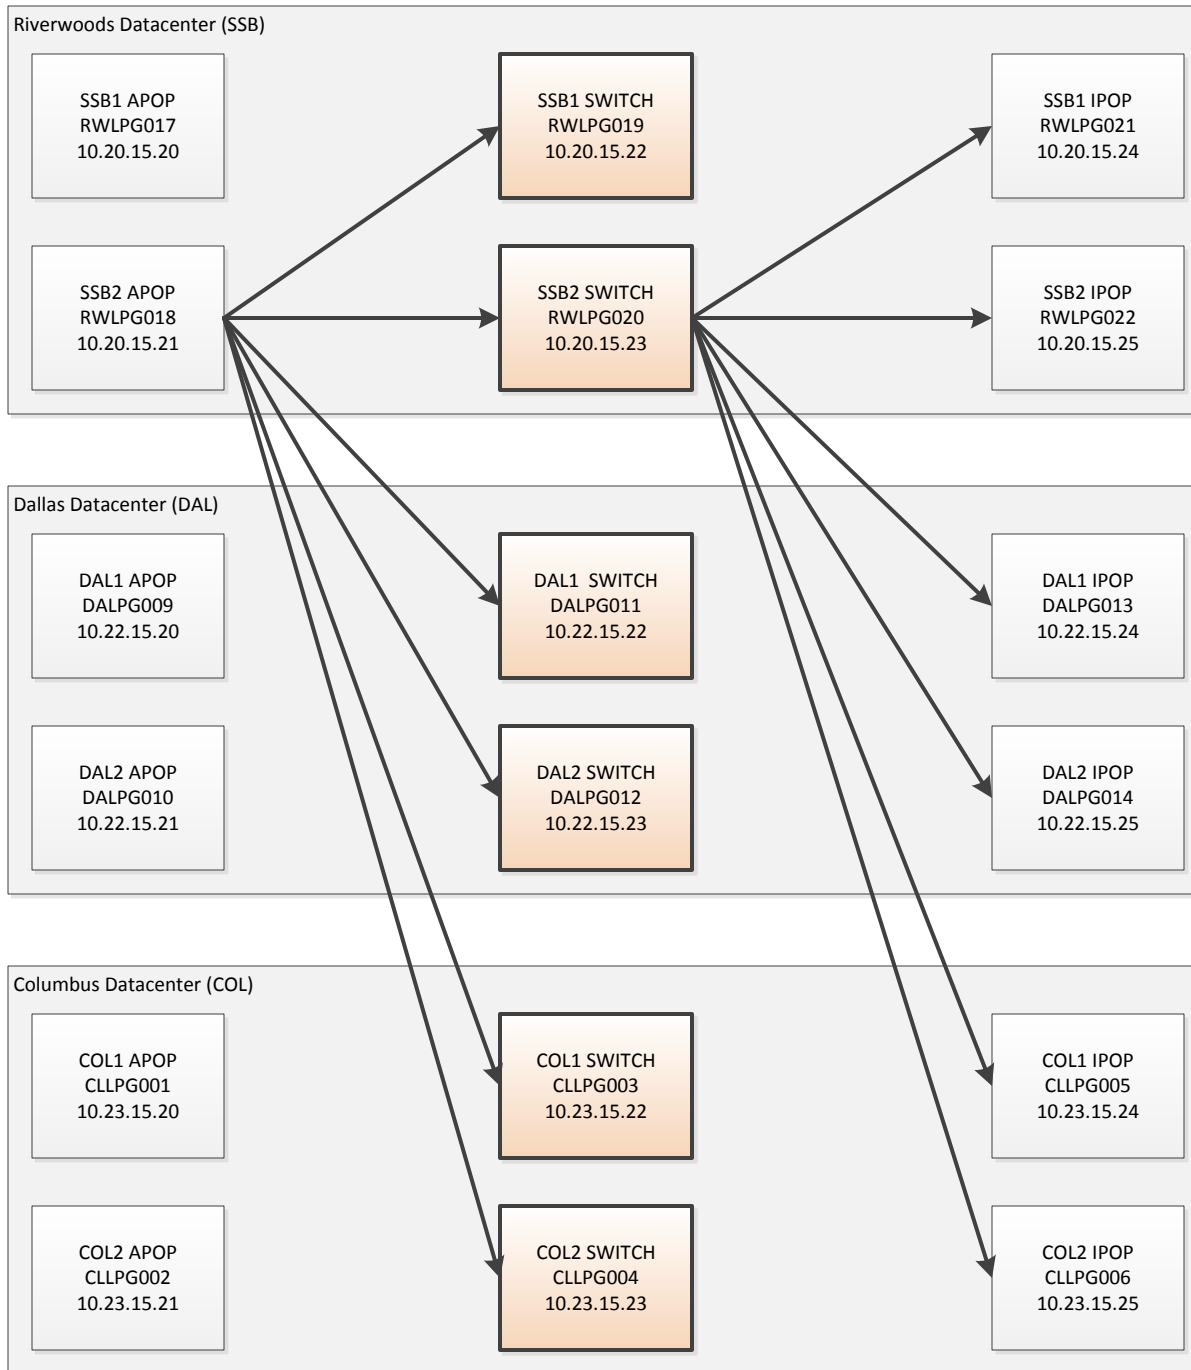 Riverwoods Datacenter (SSB)
SSB1 APOP
RWLPG017
10.20.15.20
SSB1 SWITCH
RWLPG019
10.20.15.22
SSB1 IPOP
RWLPG021
10.20.15.24
SSB2 APOP
RWLPG018
10.20.15.21
SSB2 SWITCH
RWLPG020
10.20.15.23
SSB2 IPOP
RWLPG022
10.20.15.25
Dallas Datacenter (DAL)
DAL1 APOP
DALPG009
10.22.15.20
DAL1  SWITCH
DALPG011
10.22.15.22
DAL1 IPOP
DALPG013
10.22.15.24
DAL2 APOP
DALPG010
10.22.15.21
DAL2 SWITCH
DALPG012
10.22.15.23
DAL2 IPOP
DALPG014
10.22.15.25
Columbus Datacenter (COL)
COL1 APOP
CLLPG001
10.23.15.20
COL1 SWITCH
CLLPG003
10.23.15.22
COL1 IPOP
CLLPG005
10.23.15.24
COL2 APOP
CLLPG002
10.23.15.21
COL2 SWITCH
CLLPG004
10.23.15.23
COL2 IPOP
CLLPG006
10.23.15.25